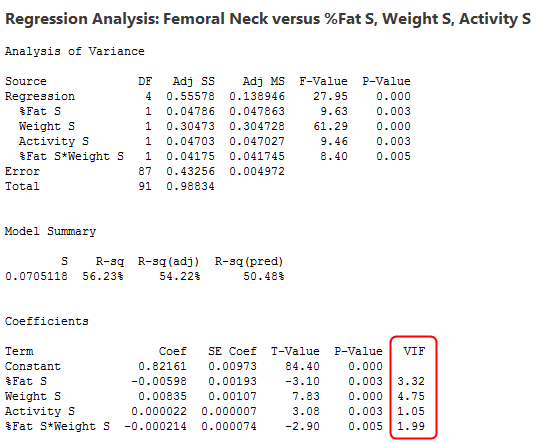 Regression Analysis: Femoral Neck versus %Fat S, Weight S, Activity S
Analysis of Variance
Source DF Adj SS Adj MS F-Value P-Value
Regression 4 0.55578 0.138946 27.95 0.000
%Fat S 1 0.04786 0.047863 9.63 0.003
Weight S 1 0.30473 0.304728 61.29 0.000
Activity S 1 0.04703 0.047027 9.46 0.003
%Fat S*Weight S 1 0.04175 0.041745 8.40 0.005
Error 87 0.43256 0.004972
Total 91 0.98834
Model Summary
S R-sq R-sq(adj) R-sq(pred)
0.0705118 56.23% 54.22% 50.48%
Coefficients
Term Coef SE Coef T-Value P-Value VIF
Constant 0.82161 0.00973 84.40 0.000
%Fat S -0.00598 0.00193 -3.10 0.003 3.32
Weight S 0.00835 0.00107 7.83 0.000 4.75
Activity S 0.000022 0.000007 3.08 0.003 1.05
%Fat S*Weight S -0.000214 0.000074 -2.90 0.005 1.99